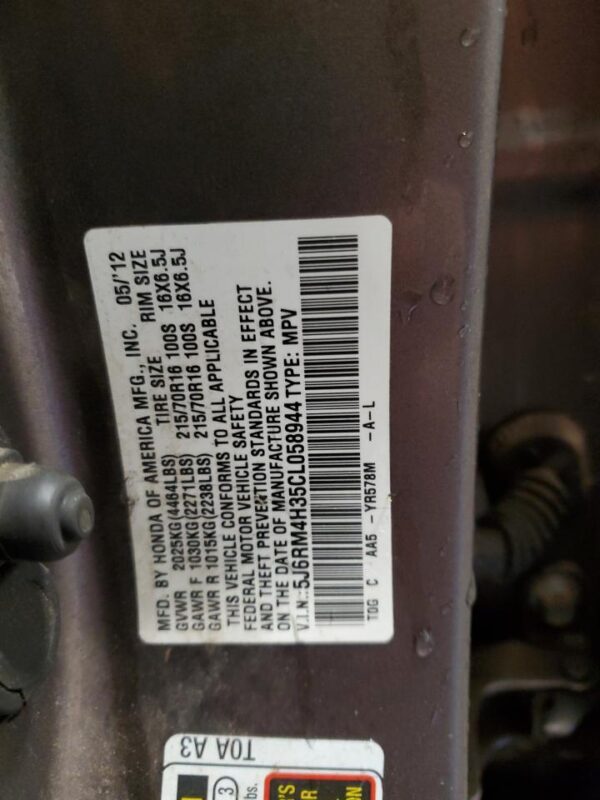 MFD. BY HONDA OF AMERICA MFG., INC. 05/'12
GVWR 2025KG(4464LBS) TIRE SIZE RIM SIZE
GAWR F 1030KG(2271LBS) 215/70R16 100S 16X6.5J
GAWR R 1015KG(2238LBS) 215/70R16 100S 16X6.5J
THIS VEHICLE CONFORMS TO ALL APPLICABLE
FEDERAL MOTOR VEHICLE SAFETY
AND THEFT PREVENTION STANDARDS IN EFFECT
ON THE DATE OF MANUFACTURE SHOWN ABOVE.
V.I.N.: 5J6RM4H35CL058944 TYPE: MPV
T0G C AA5 -YR578M -A-L
T0A A3
3
bs.
'S
R
ON.